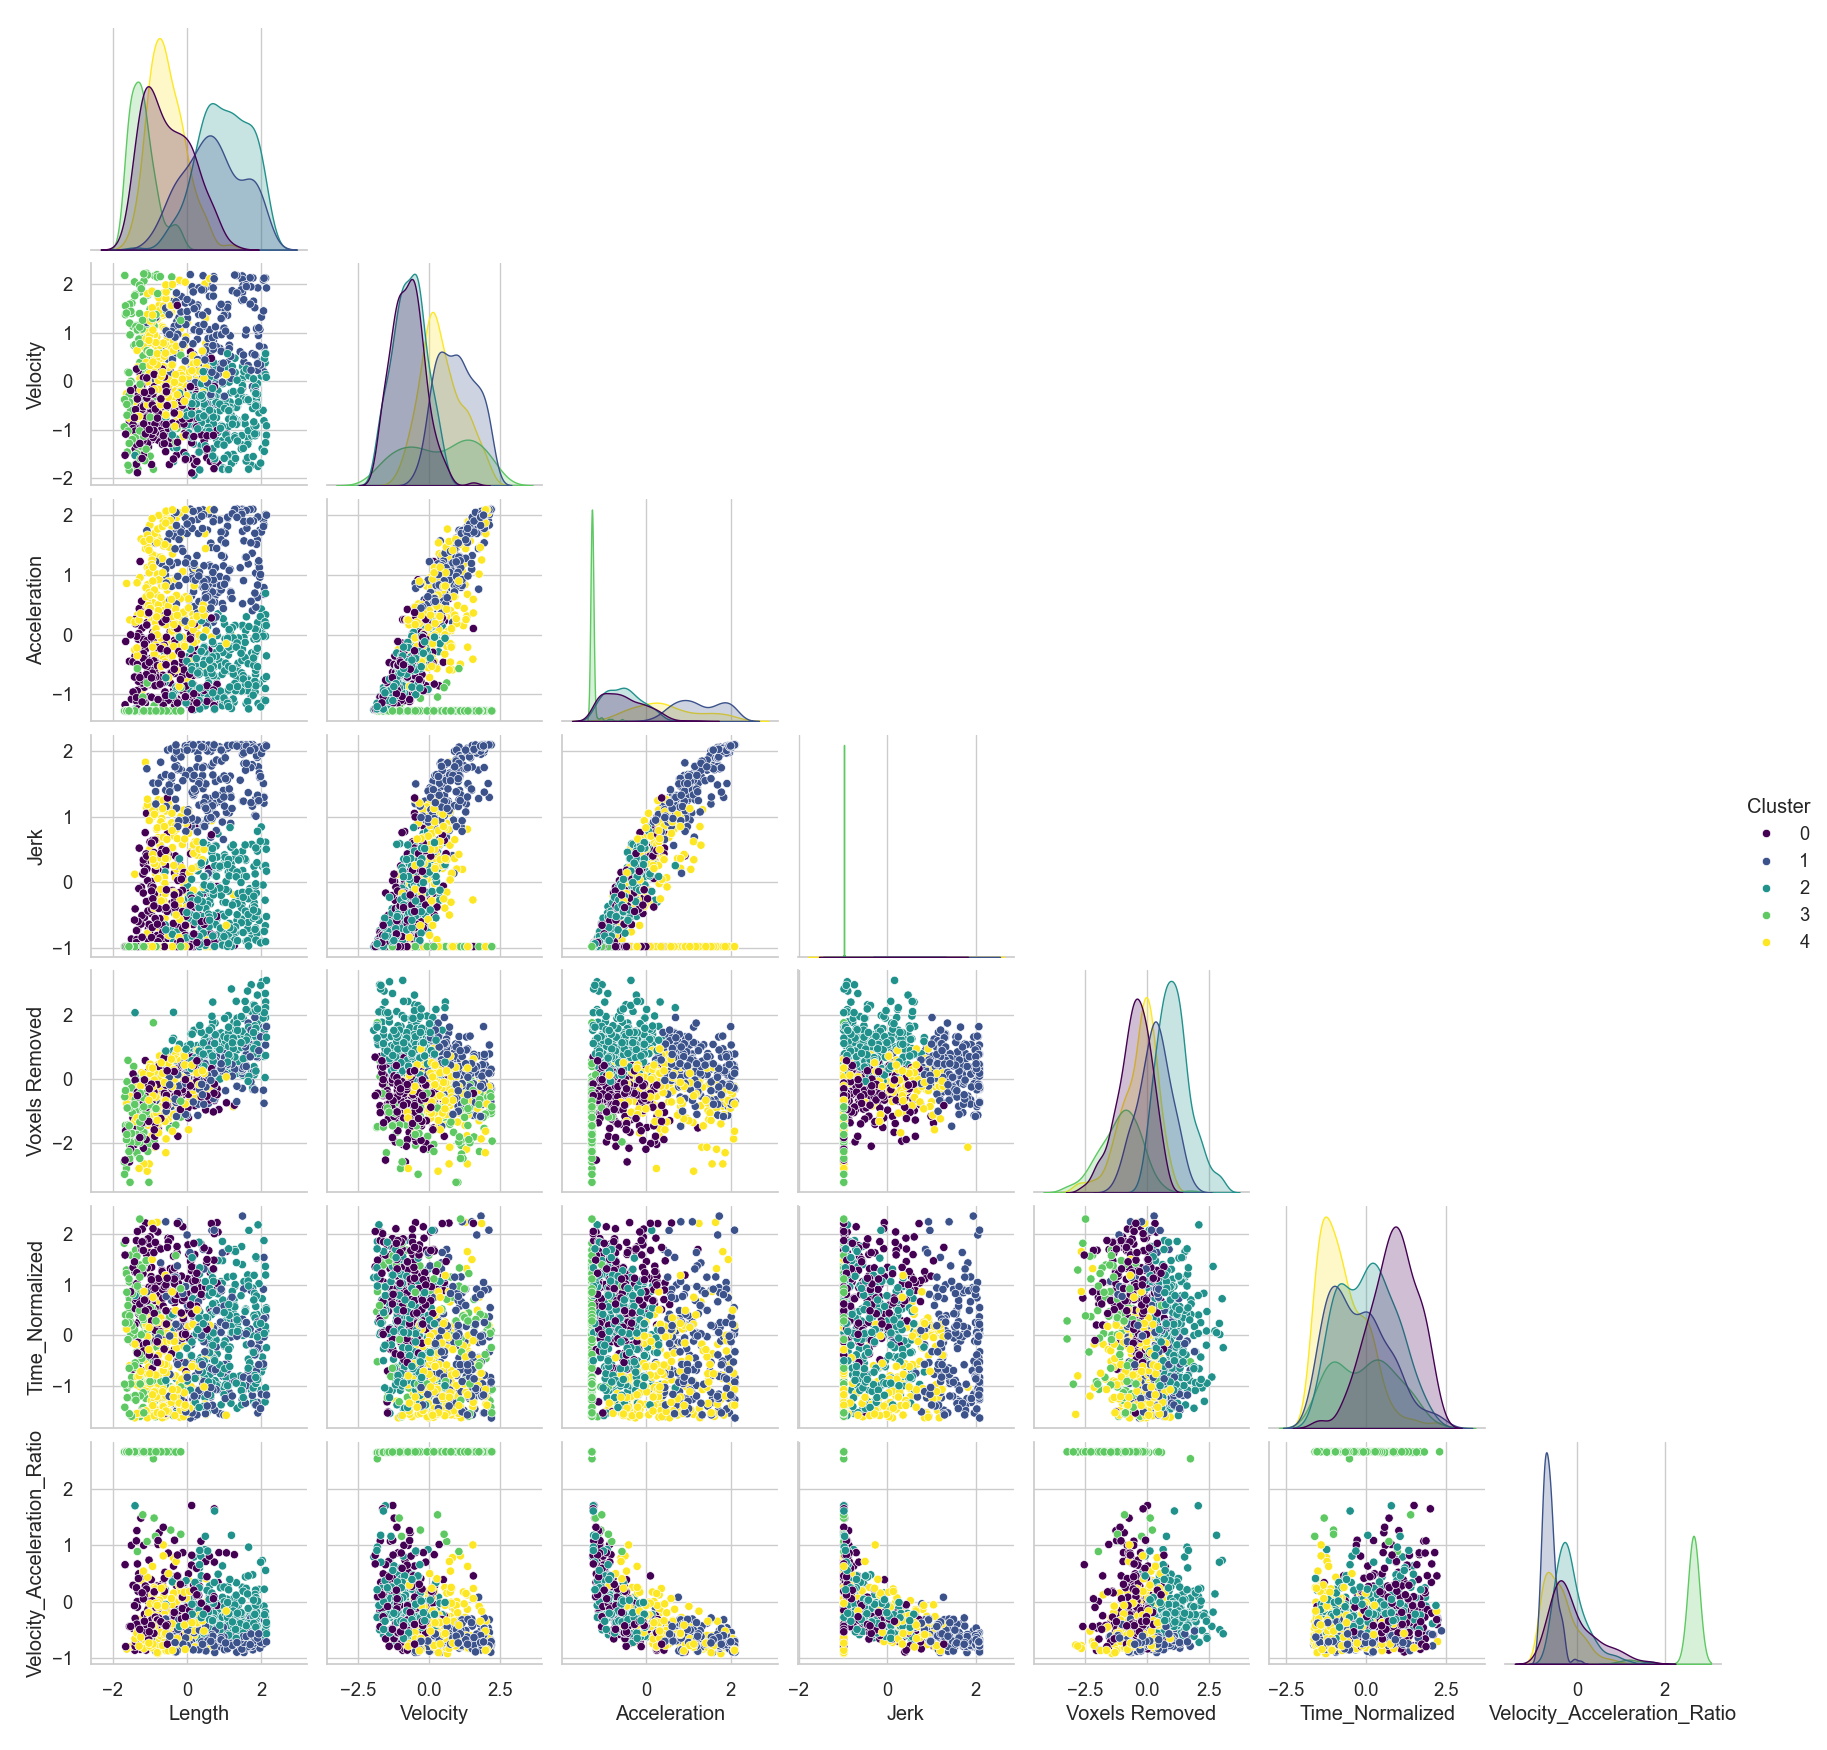 2
1
0
−1
−2
Velocity
2
1
0
−1
Acceleration
2
1
0
−1
Jerk
Cluster
0
1
2
3
4
2
0
−2
Voxels Removed
2
1
0
−1
Time_Normalized
2
1
0
−1
Velocity_Acceleration_Ratio
−2 0 2
−2.5 0.0 2.5
0 2
−2 0 2
−2.5 0.0 2.5
−2.5 0.0 2.5
0 2
Length
Velocity
Acceleration
Jerk
Voxels Removed
Time_Normalized
Velocity_Acceleration_Ratio